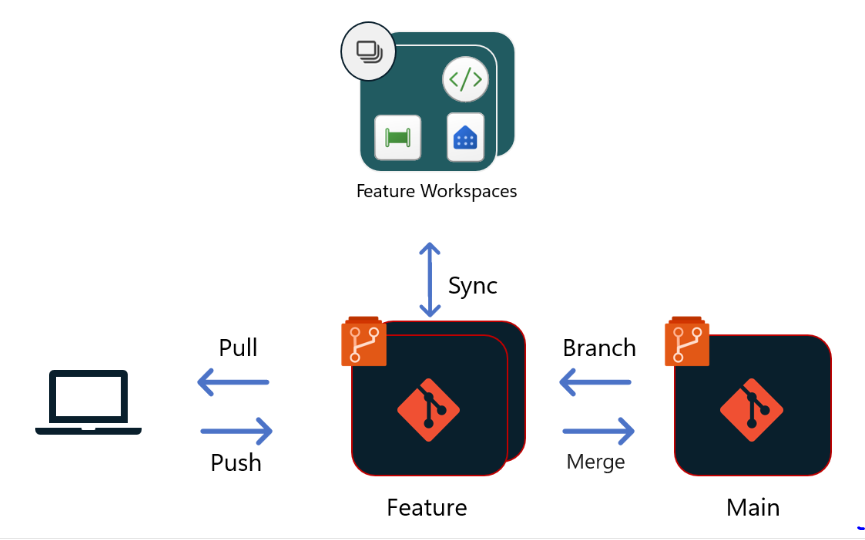 </>
Feature Workspaces
Sync
Pull
Branch
Push
Merge
Feature
Main